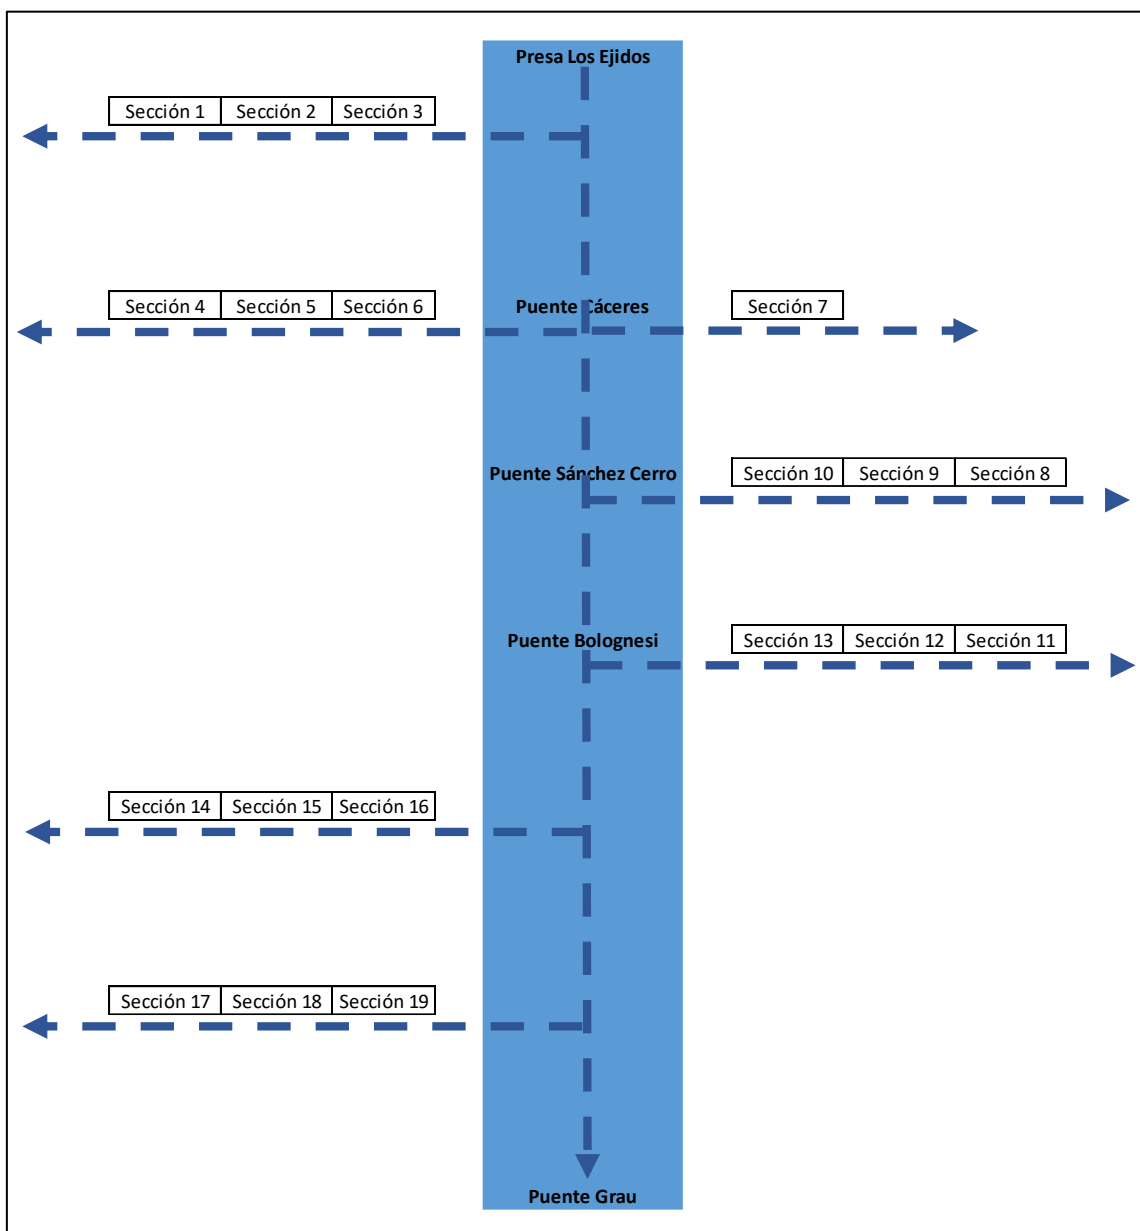 Presa Los Ejidos
Sección 1 Sección 2 Sección 3
Sección 4 Sección 5 Sección 6 Puente Cáceres Sección 7
Puente Sánchez Cerro Sección 10 Sección 9 Sección 8
Puente Bolognesi Sección 13 Sección 12 Sección 11
Sección 14 Sección 15 Sección 16
Sección 17 Sección 18 Sección 19
Puente Grau